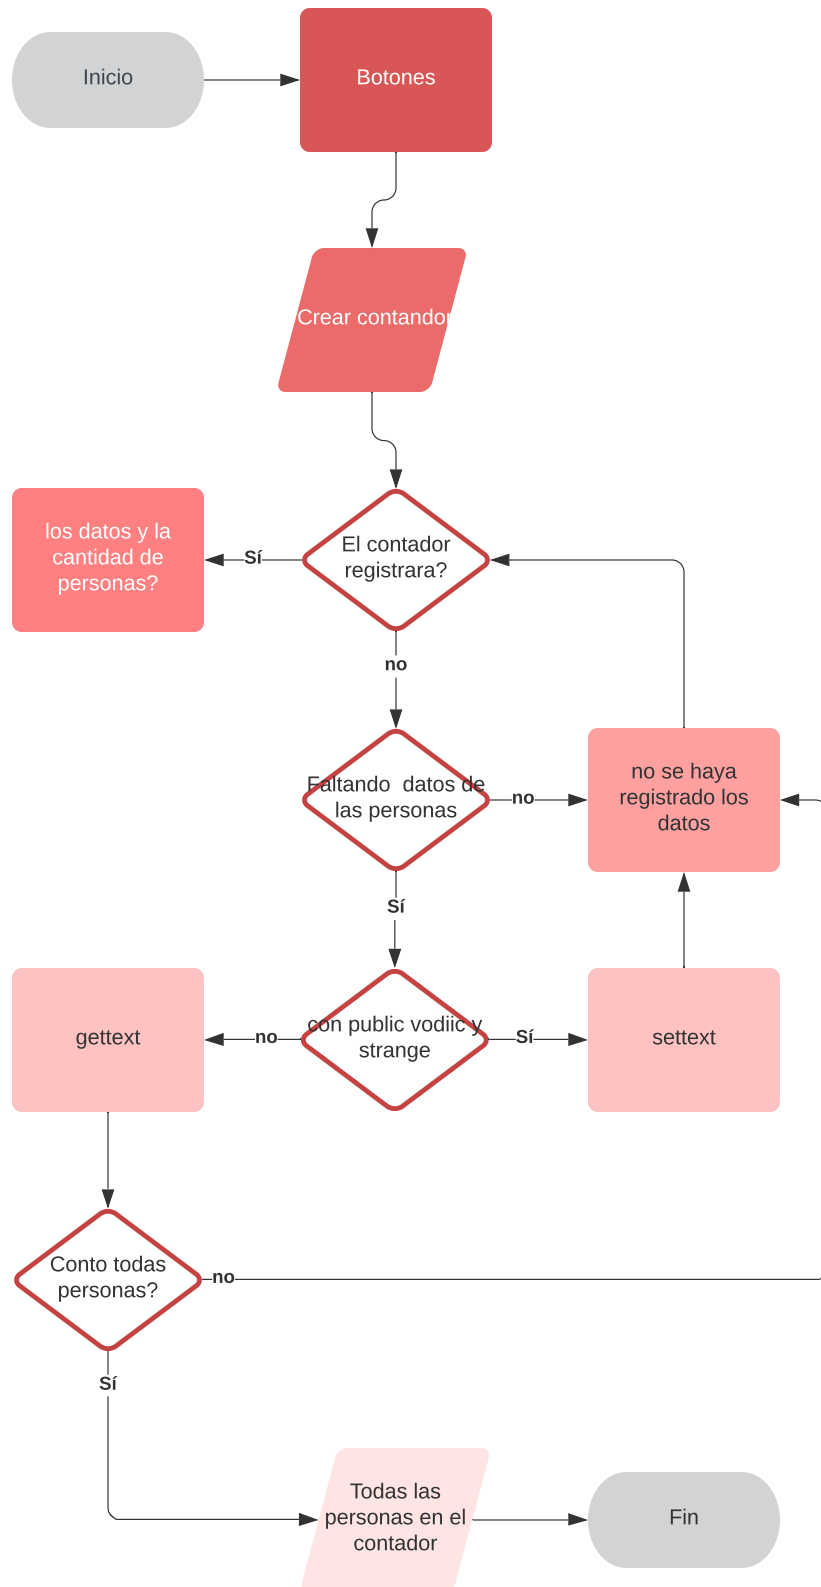 Inicio
Botones
Crear contandor
El contador
registrara?
Sí
los datos y la
cantidad de
personas?
no
Faltando  datos de
las personas
no
no se haya
registrado los
datos
Sí
con public vodiic y
strange
no
gettext
Sí
settext
Conto todas
personas?
no
Sí
Todas las
personas en el
contador
Fin